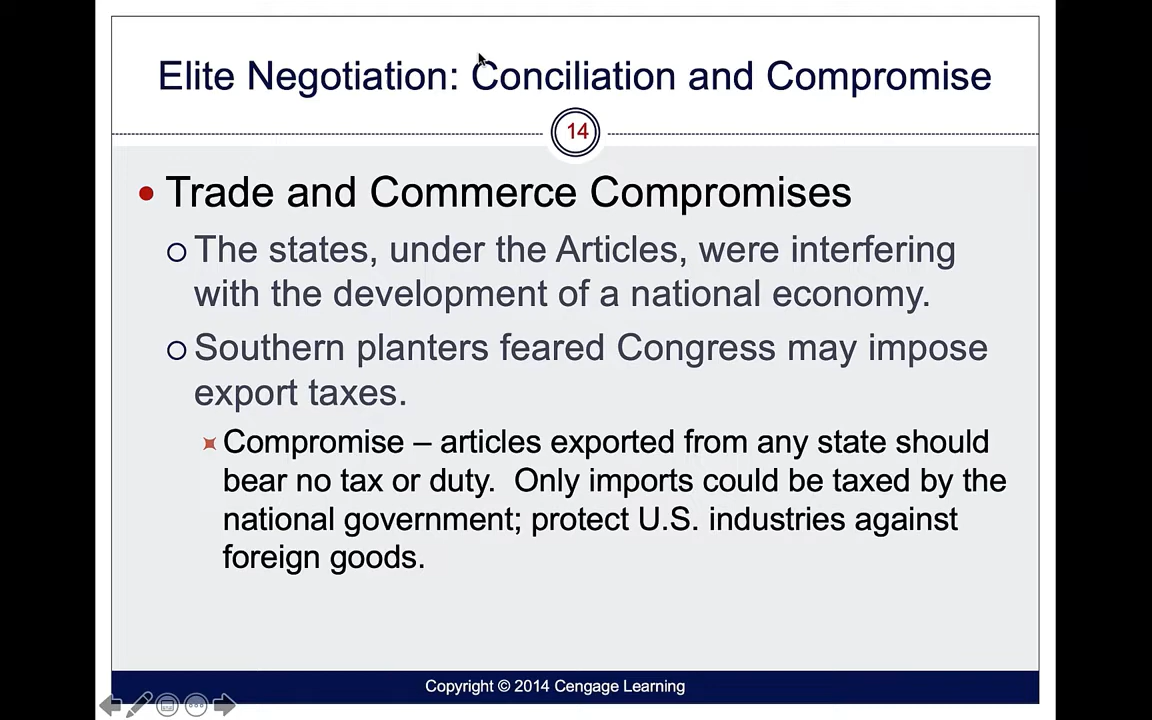 Elite Negotiation: Conciliation and Compromise
14
Trade and Commerce Compromises
The states, under the Articles, were interfering
with the development of a national economy.
Southern planters feared Congress may impose
export taxes.
Compromise – articles exported from any state should
bear no tax or duty.  Only imports could be taxed by the
national government; protect U.S. industries against
foreign goods.
Copyright © 2014 Cengage Learning